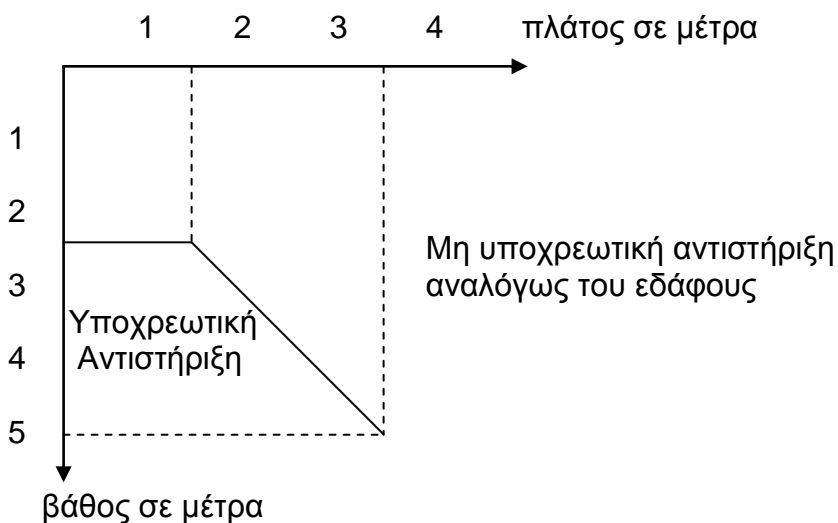 1 2 3 4 πλάτος σε μέτρα
1
2
3
4
5
Μη υποχρεωτική αντιστήριξη
αναλόγως του εδάφους
Υποχρεωτική
Αντιστήριξη
βάθος σε μέτρα